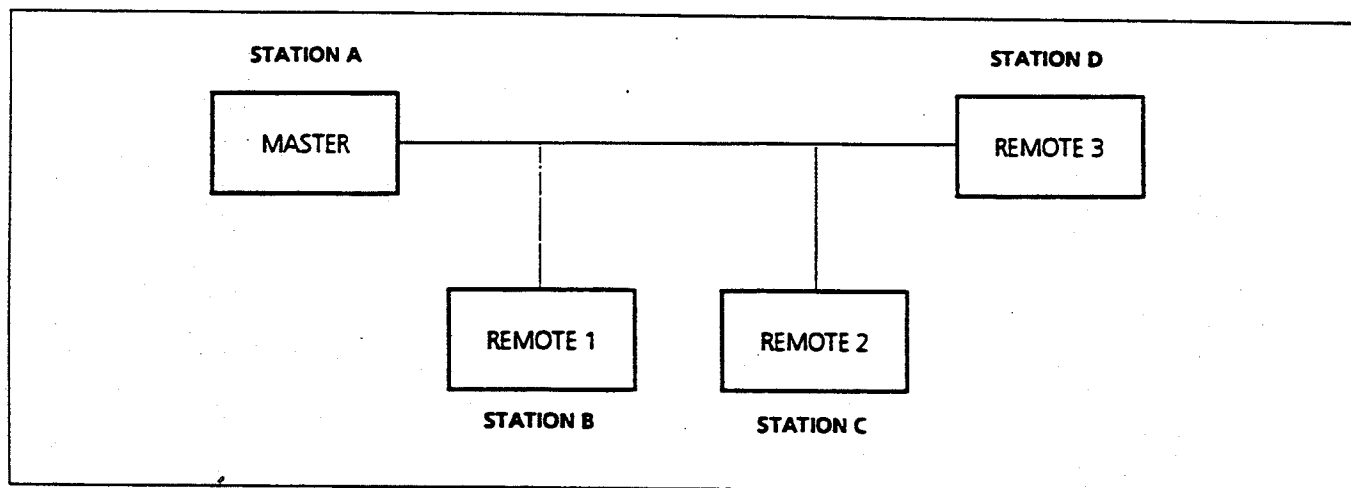 STATION A
STATION D
MASTER
REMOTE 3
REMOTE 1
REMOTE 2
STATION B
STATION C